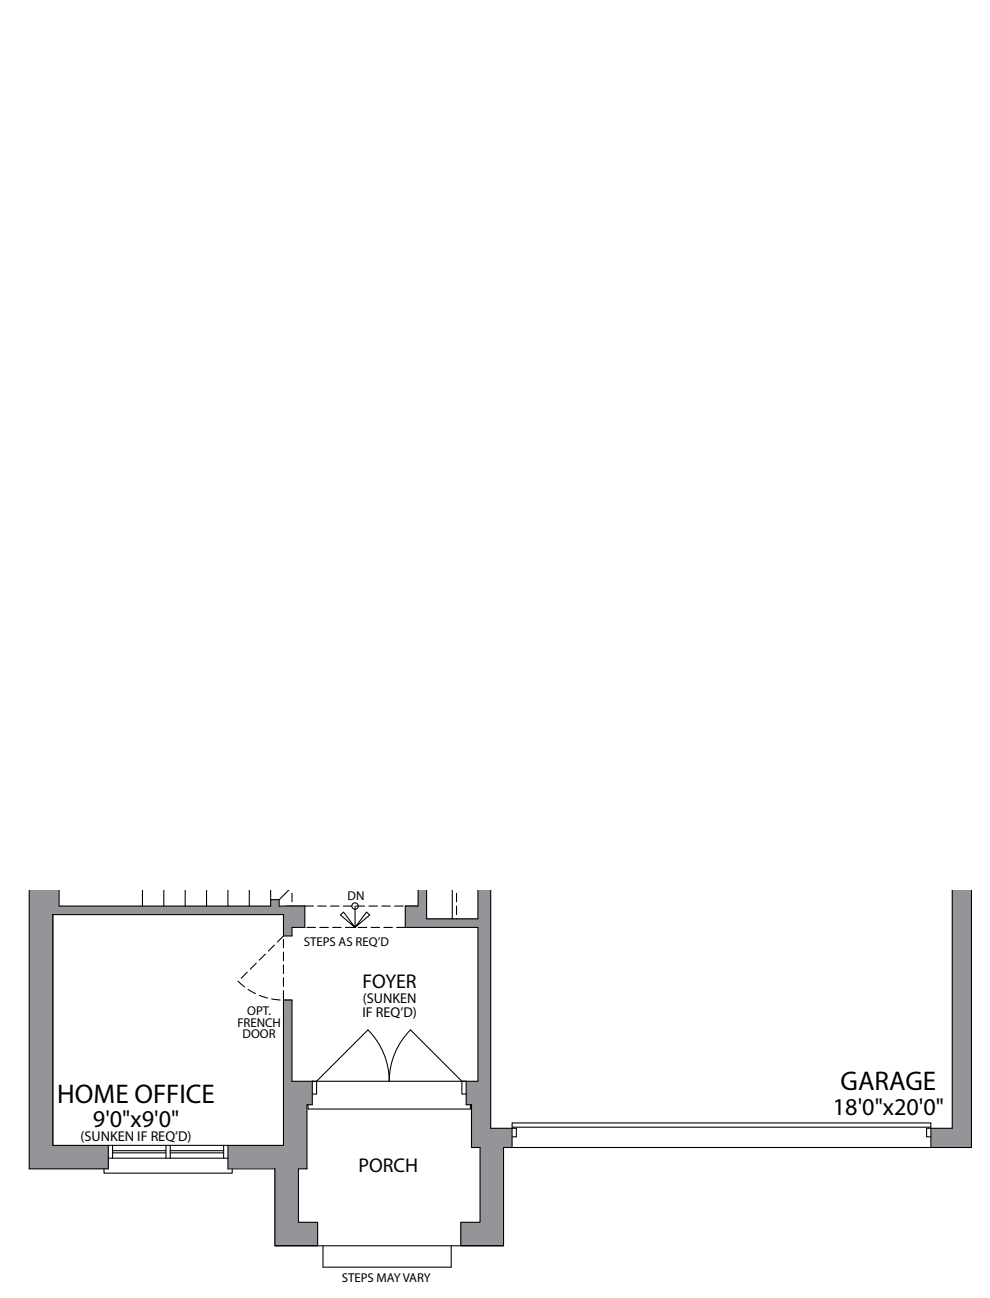 DN
STEPS AS REQ'D
FOYER
(SUNKEN
IF REQ'D)
OPT.
FRENCH
DOOR
HOME OFFICE
9'0"x9'0"
(SUNKEN IF REQ'D)
GARAGE
18'0"x20'0"
PORCH
STEPS MAY VARY